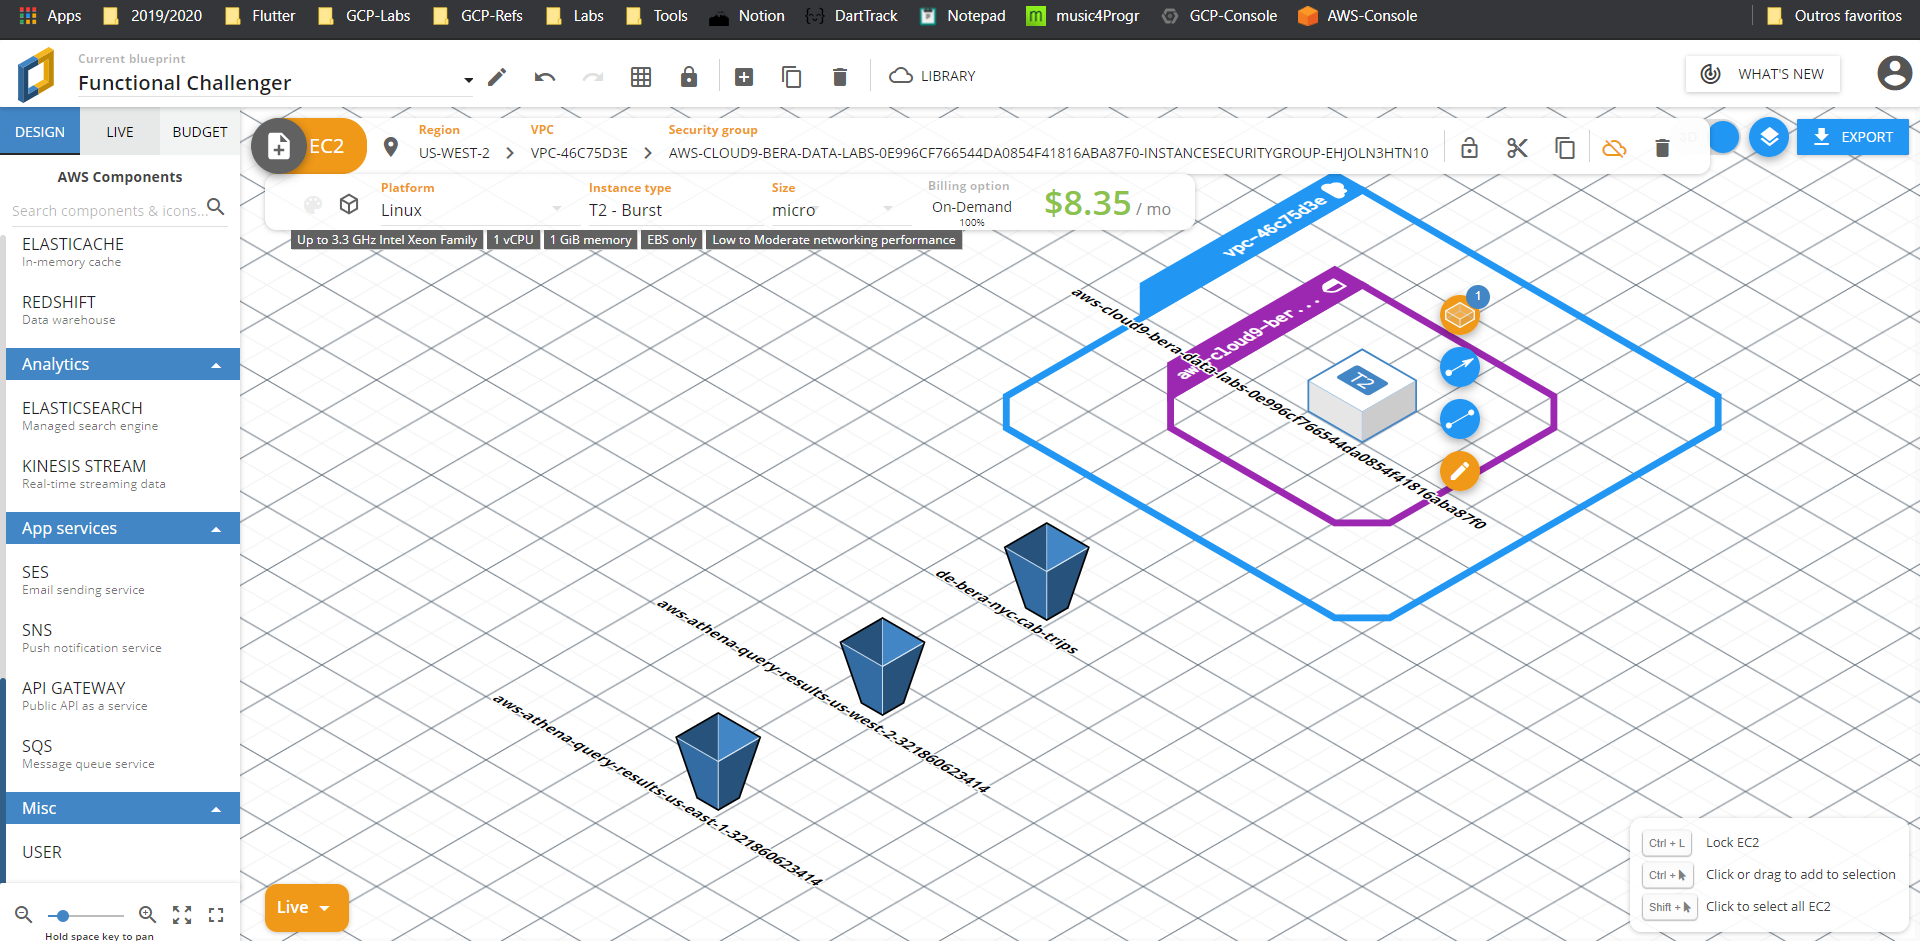 Apps 2019/2020 Flutter GCP-Labs GCP-Refs Labs Tools Notion DartTrack Notepad music4Progr GCP-Console AWS-Console Outros favoritos
Current blueprint
Functional Challenger
LIBRARY
WHAT'S NEW
DESIGN LIVE BUDGET
EC2
Region VPC Security group
US-WEST-2 VPC-46C75D3E AWS-CLOUD9-BERA-DATA-LABS-0E996CF766544DA0854F41816ABA87F0-INSTANCESECURITYGROUP-EHJOLN3HTN10
EXPORT
Platform Instance type Size Billing option
Linux T2 - Burst micro On-Demand
100%
$8.35 / mo
Up to 3.3 GHz Intel Xeon Family 1 vCPU 1 GiB memory EBS only Low to Moderate networking performance
AWS Components
Search components & icons...
ELASTICACHE
In-memory cache
REDSHIFT
Data warehouse
Analytics
ELASTICSEARCH
Managed search engine
KINESIS STREAM
Real-time streaming data
App services
SES
Email sending service
SNS
Push notification service
API GATEWAY
Public API as a service
SQS
Message queue service
Misc
USER
Hold space key to pan
vpc-46c75d3e
aws-cloud9-ber ...
1
T2
aws-cloud9-bera-data-labs-0e996cf766544da0854f41816aba87f0
de-bera-nyc-cab-trips
aws-athena-query-results-us-west-2-321860623414
aws-athena-query-results-us-east-1-321860623414
Live
Ctrl + L Lock EC2
Ctrl + Click or drag to add to selection
Shift + Click to select all EC2